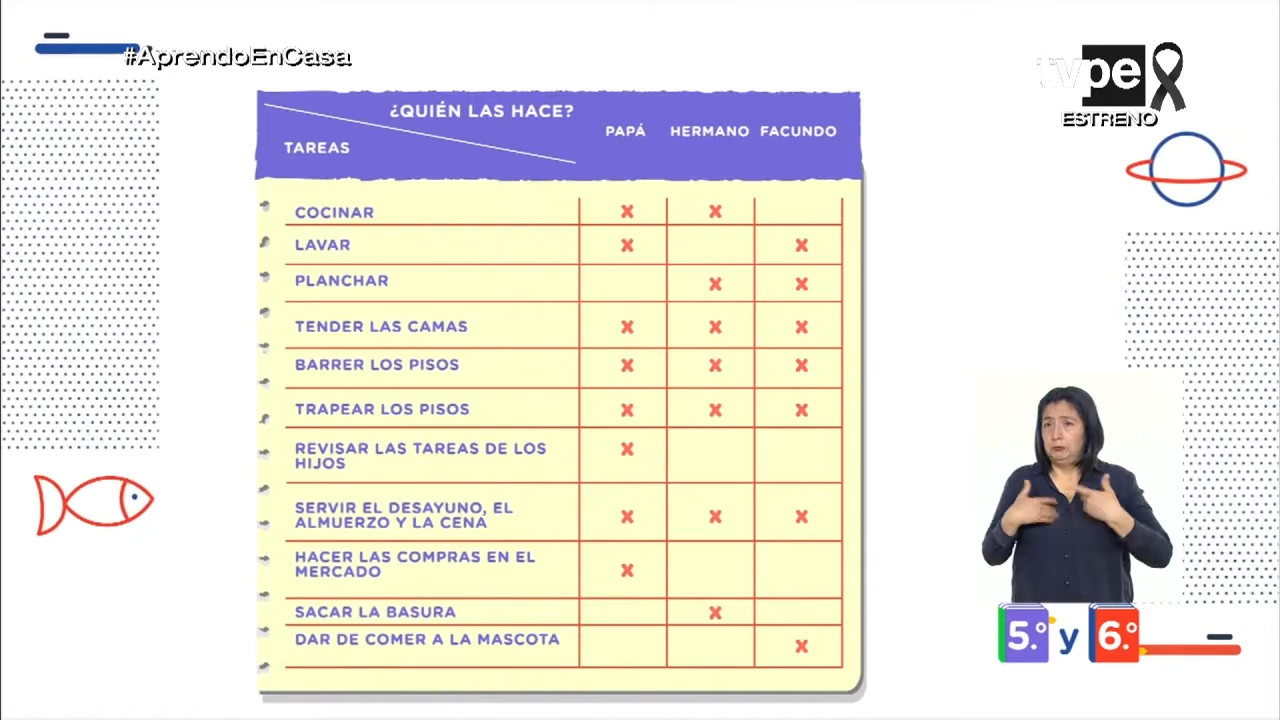 #AprendoEnCasa
tvpe
ESTRENO
¿QUIÉN LAS HACE?
TAREAS
PAPÁ HERMANO FACUNDO
COCINAR X X
LAVAR X X
PLANCHAR X X
TENDER LAS CAMAS X X X
BARRER LOS PISOS X X X
TRAPEAR LOS PISOS X X X
REVISAR LAS TAREAS DE LOS
HIJOS X
SERVIR EL DESAYUNO, EL
ALMUERZO Y LA CENA X X X
HACER LAS COMPRAS EN EL
MERCADO X
SACAR LA BASURA X
DAR DE COMER A LA MASCOTA X
5.º y 6.º